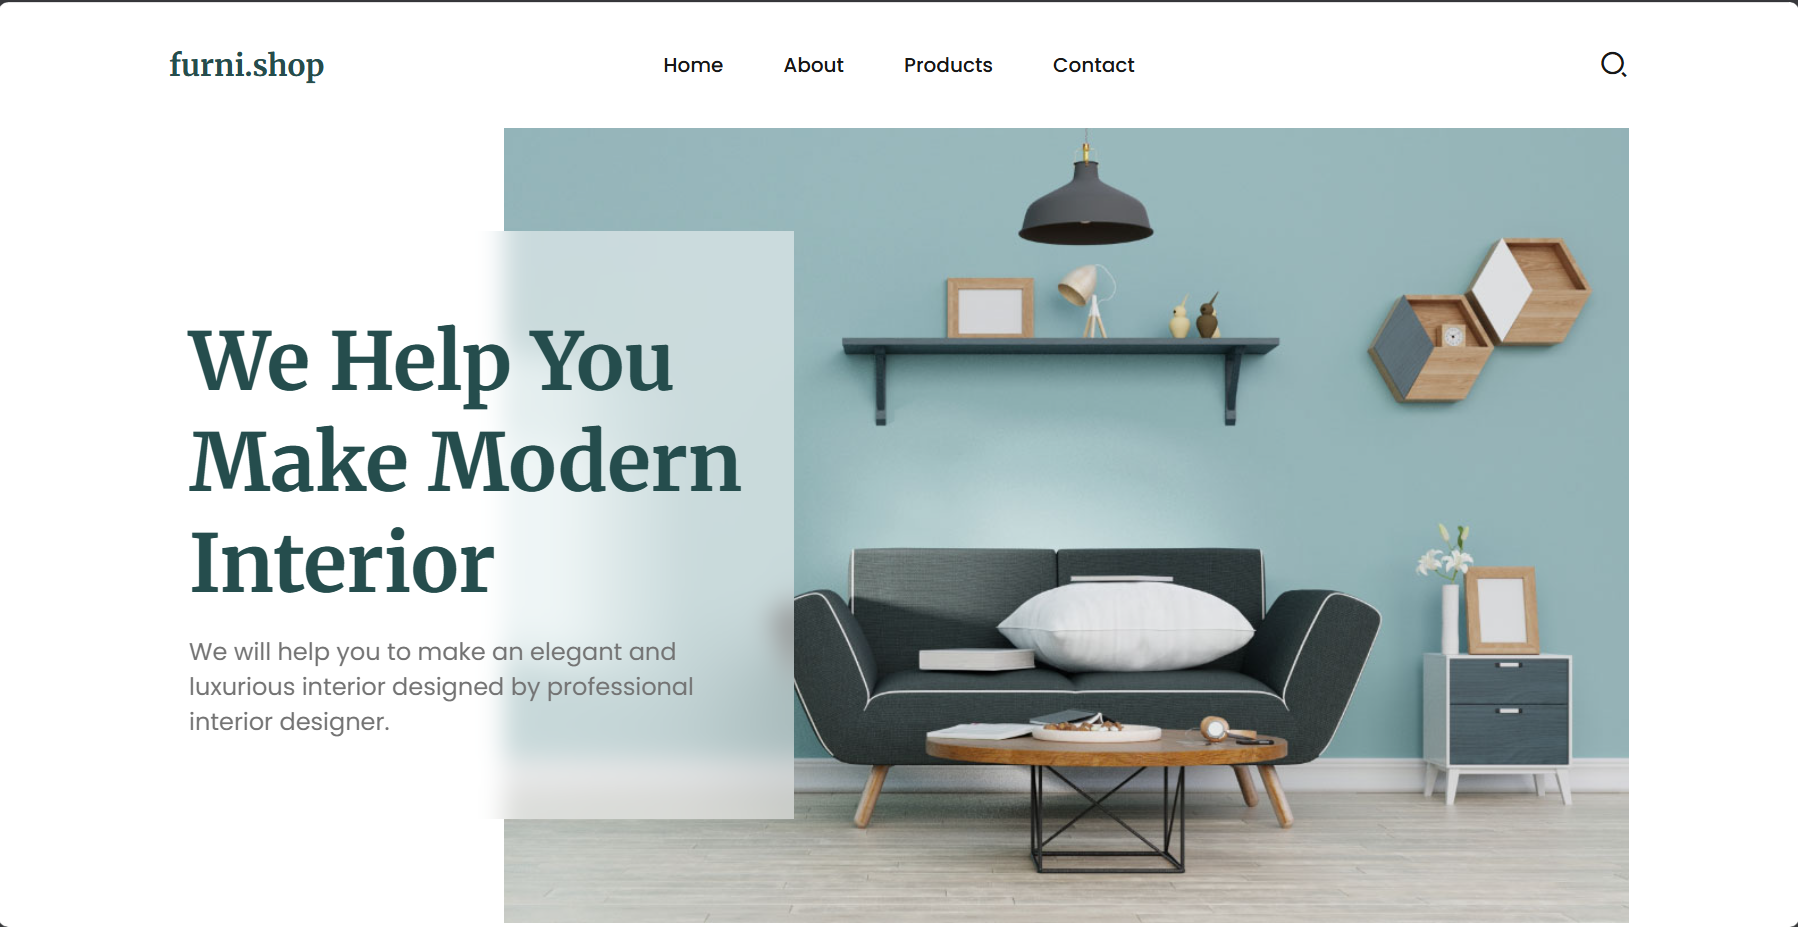 furni.shop
Home About Products Contact
We Help You
Make Modern
Interior
We will help you to make an elegant and
luxurious interior designed by professional
interior designer.